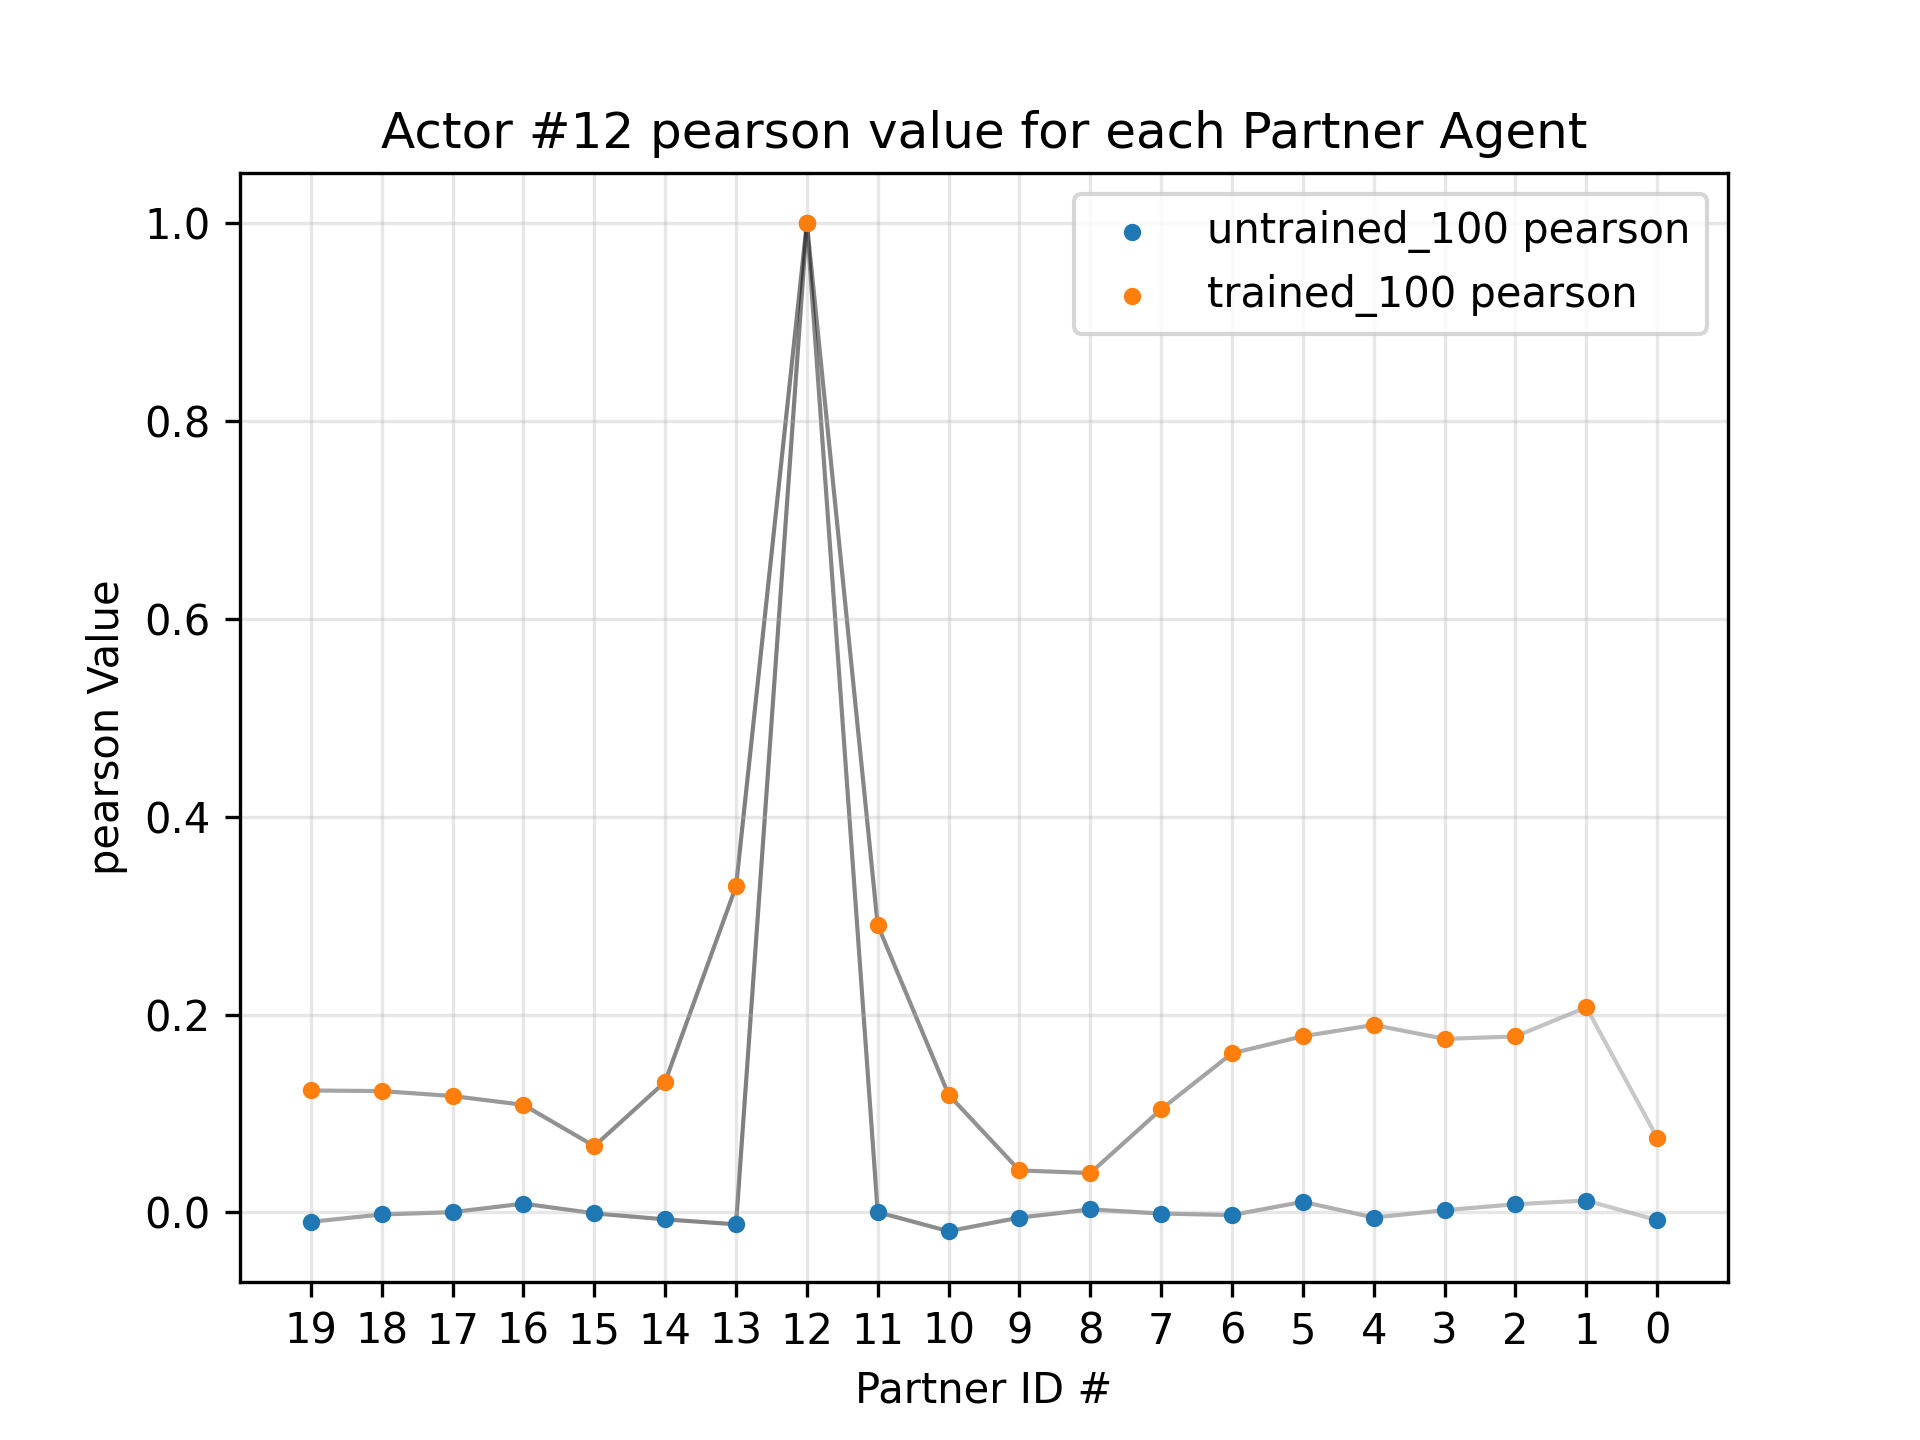 Actor #12 pearson value for each Partner Agent
untrained_100 pearson
trained_100 pearson
pearson Value
1.0
0.8
0.6
0.4
0.2
0.0
19 18 17 16 15 14 13 12 11 10 9 8 7 6 5 4 3 2 1 0
Partner ID #